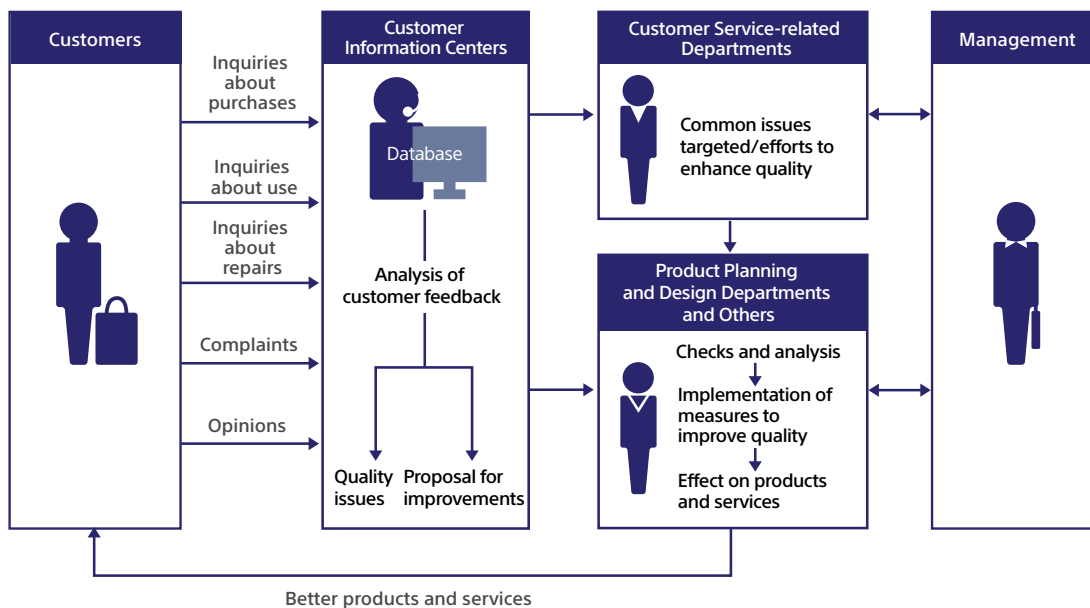 Customers
Inquiries
about
purchases
Inquiries
about use
Inquiries
about
repairs
Complaints
Opinions
Customer
Information Centers
Database
Analysis of
customer feedback
Quality
issues
Proposal for
improvements
Customer Service-related
Departments
Common issues
targeted/efforts to
enhance quality
Product Planning
and Design Departments
and Others
Checks and analysis
Implementation of
measures to
improve quality
Effect on products
and services
Management
Better products and services